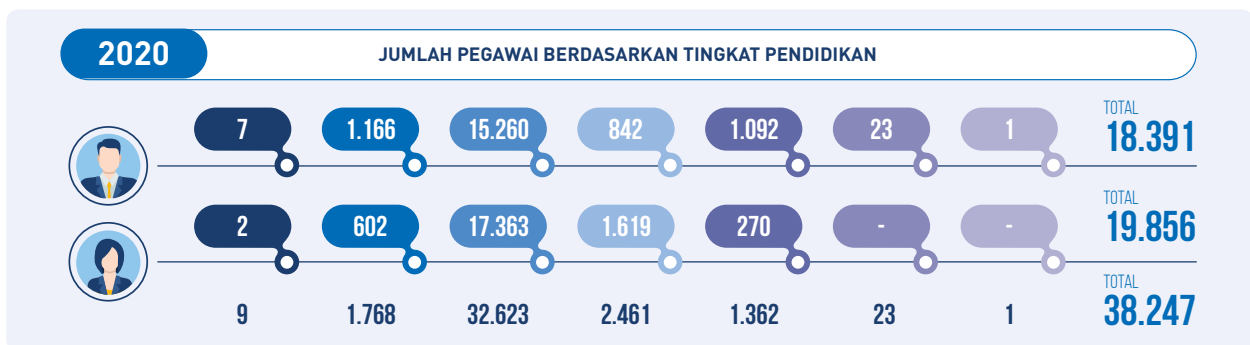 2020
JUMLAH PEGAWAI BERDASARKAN TINGKAT PENDIDIKAN
7 1.166 15.260 842 1.092 23 1 TOTAL 18.391
2 602 17.363 1.619 270 - - TOTAL 19.856
9 1.768 32.623 2.461 1.362 23 1 TOTAL 38.247